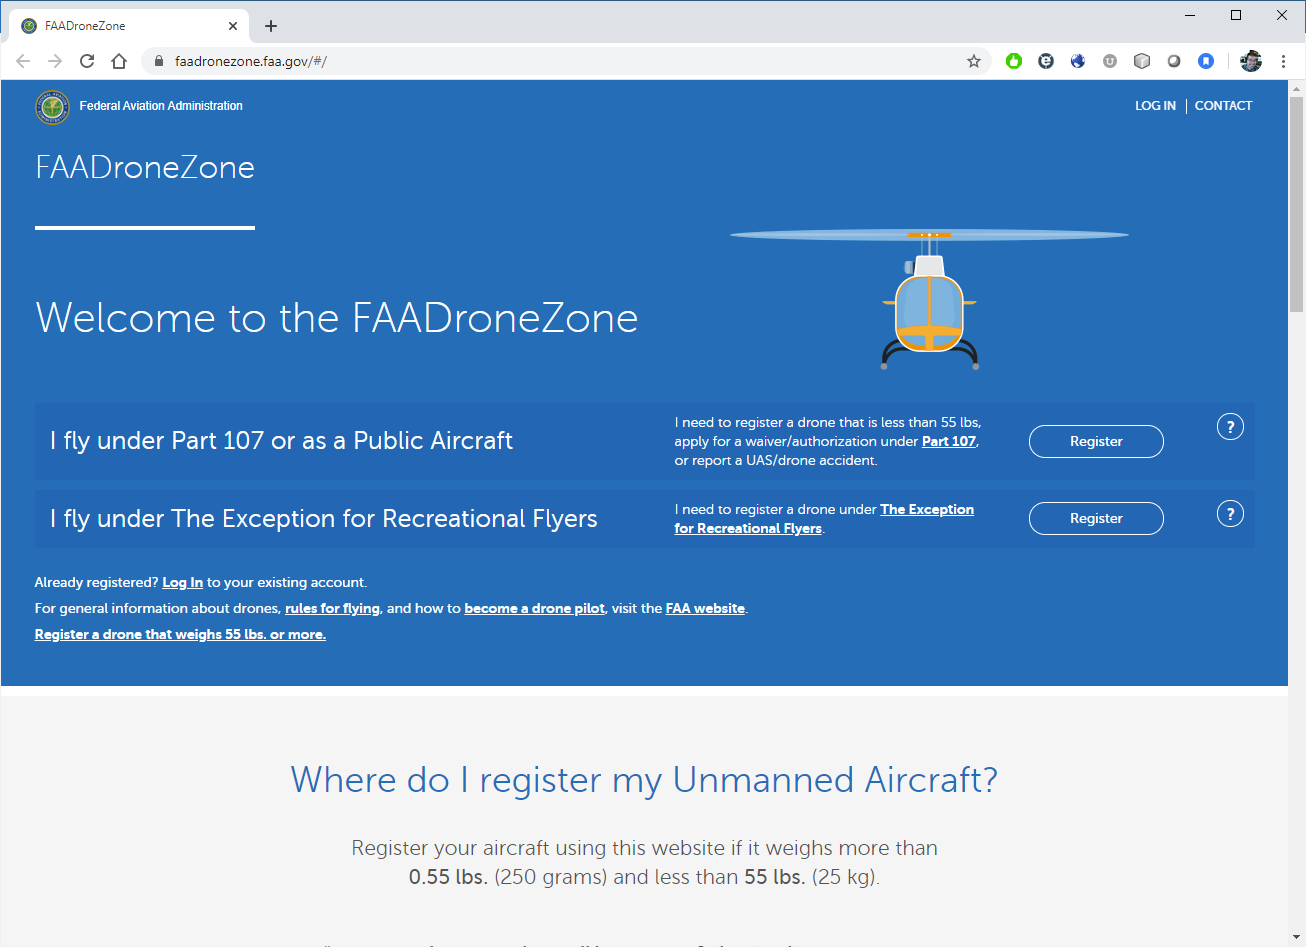 FAADroneZone
faadronezone.faa.gov/#/
Federal Aviation Administration
LOG IN | CONTACT
FAADroneZone
Welcome to the FAADroneZone
I fly under Part 107 or as a Public Aircraft
I need to register a drone that is less than 55 lbs,
apply for a waiver/authorization under Part 107,
or report a UAS/drone accident.
Register
?
I fly under The Exception for Recreational Flyers
I need to register a drone under The Exception
for Recreational Flyers.
Register
?
Already registered? Log In to your existing account.
For general information about drones, rules for flying, and how to become a drone pilot, visit the FAA website.
Register a drone that weighs 55 lbs. or more.
Where do I register my Unmanned Aircraft?
Register your aircraft using this website if it weighs more than
0.55 lbs. (250 grams) and less than 55 lbs. (25 kg).